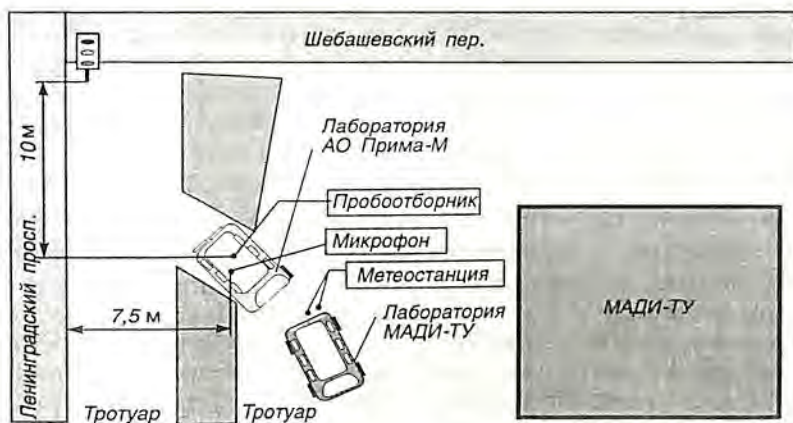 Шебашевский пер.
Ленинградский просп.
10 м
Лаборатория
АО Прима-М
Пробоотборник
Микрофон
Метеостанция
7,5 м
Лаборатория
МАДИ-ТУ
МАДИ-ТУ
Тротуар
Тротуар